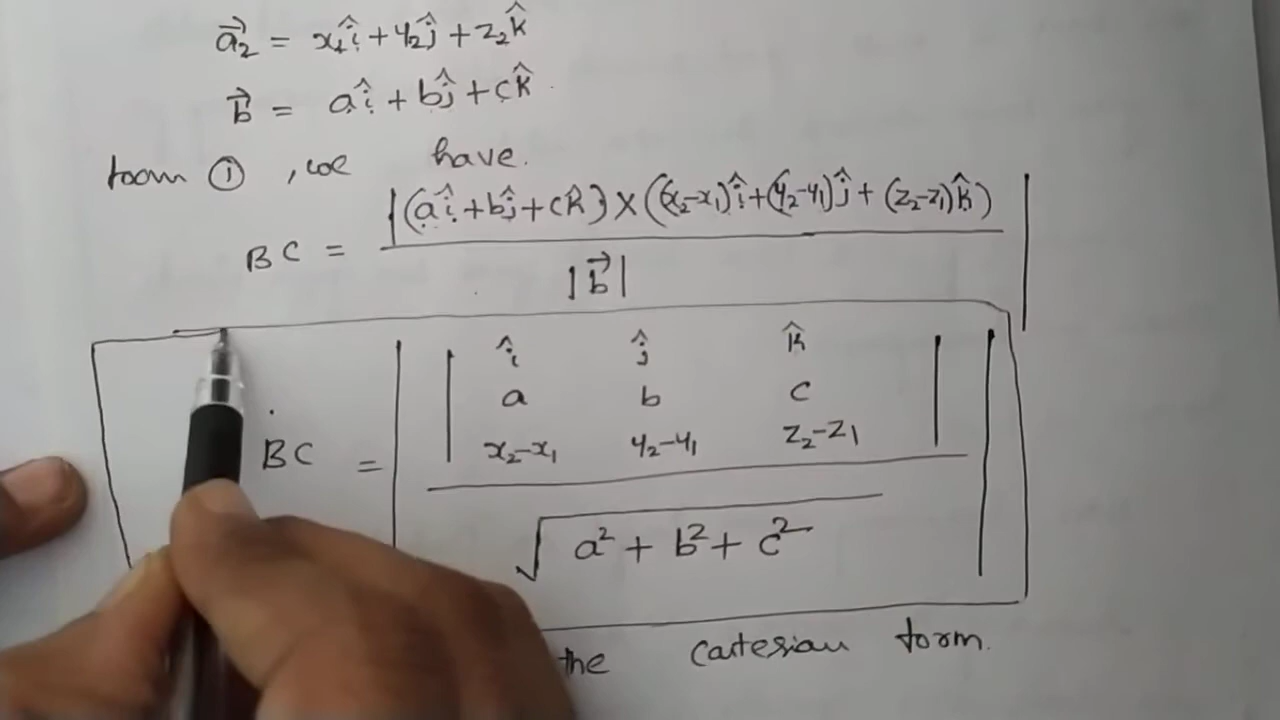 a⃗₂ = x₂î + y₂ĵ + z₂k̂
b⃗ = aî + bĵ + ck̂.
from ①, we have.
BC = |(aî + bĵ + ck̂) × ((x₂-x₁)î + (y₂-y₁)ĵ + (z₂-z₁)k̂)|
|b⃗|
î ĵ k̂
a b c
BC = x₂-x₁ y₂-y₁ z₂-z₁
√a² + b² + c²
the cartesian form.